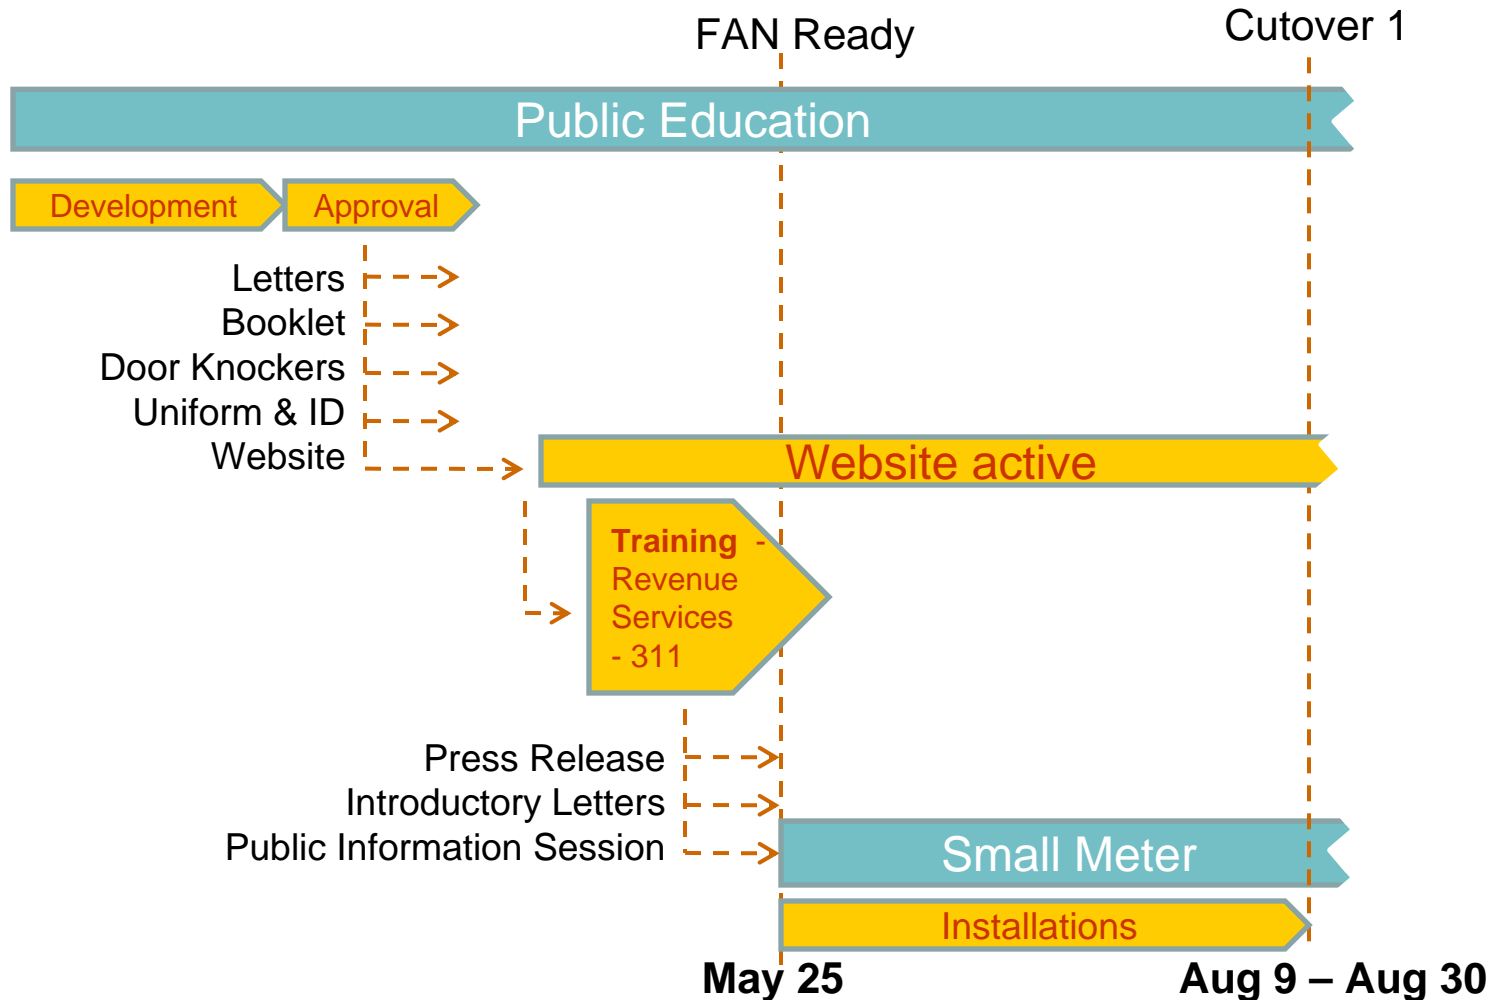 FAN Ready
Cutover 1
Public Education
Development
Approval
Letters
Booklet
Door Knockers
Uniform & ID
Website
Website active
Training -
Revenue
Services
- 311
Press Release
Introductory Letters
Public Information Session
Small Meter
Installations
May 25
Aug 9 – Aug 30